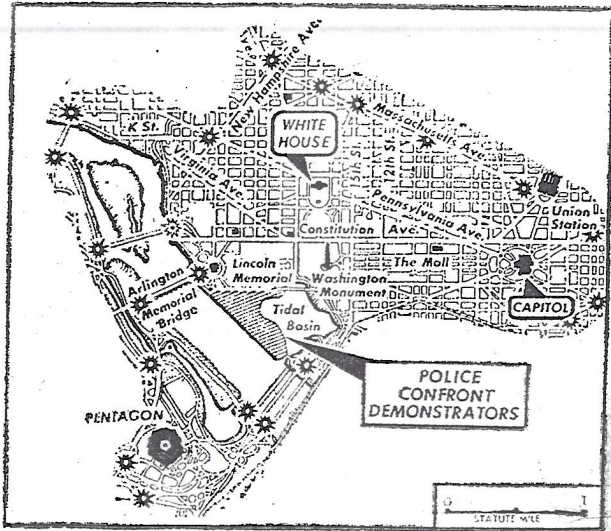 New Hampshire Ave.
Massachusetts Ave.
K St.
WHITE
HOUSE
Virginia Ave.
15th St.
12th St.
Pennsylvania Ave.
Union
Station
Constitution Ave.
Lincoln
Memorial
Washington
Monument
The Mall
Arlington
Memorial
Bridge
Tidal
Basin
CAPITOL
POLICE
CONFRONT
DEMONSTRATORS
PENTAGON
0 1
STATUTE MILE